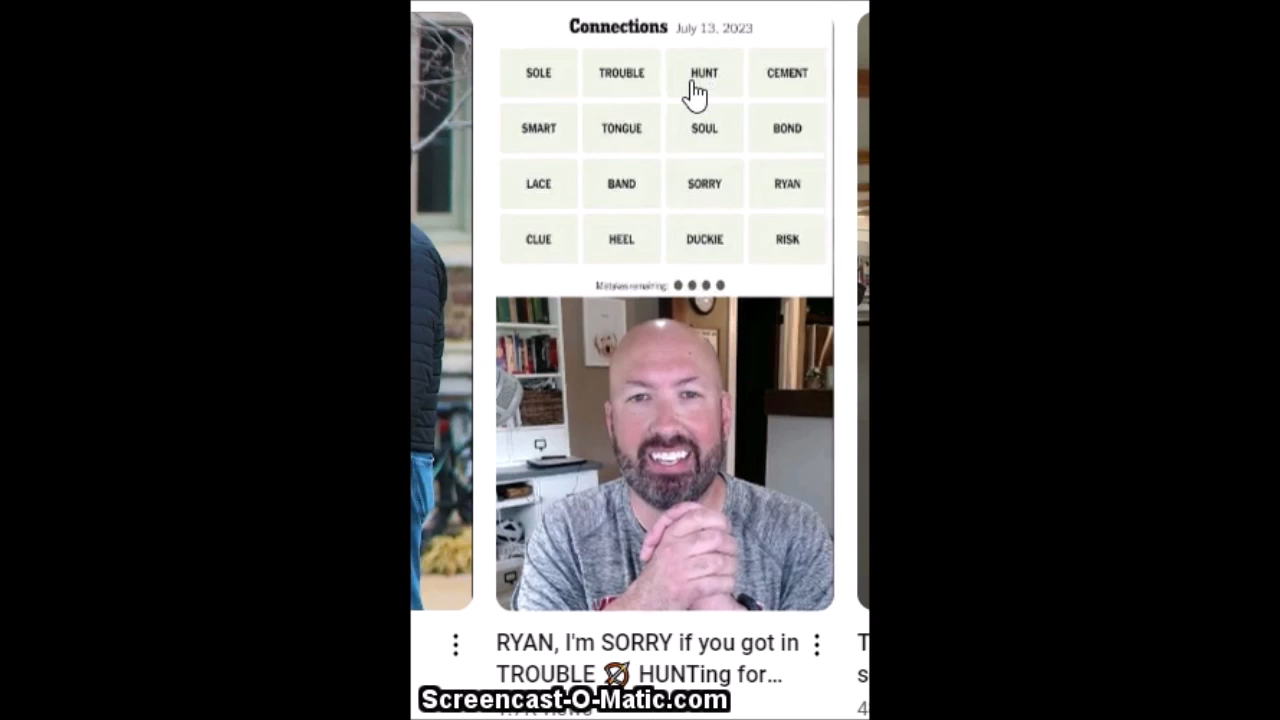 Connections July 13, 2023
SOLE TROUBLE HUNT CEMENT
SMART TONGUE SOUL BOND
LACE BAND SORRY RYAN
CLUE HEEL DUCKIE RISK
Mistakes remaining:
RYAN, I'm SORRY if you got in
TROUBLE HUNTing for...
T
s
Screencast-O-Matic.com